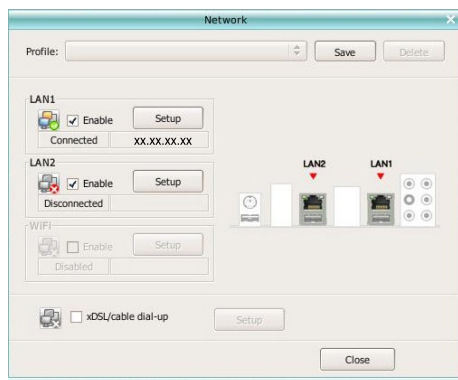 Network
Profile:
Save
Delete
LAN1
Enable
Setup
Connected
XX.XX.XX.XX
LAN2
Enable
Setup
Disconnected
WiFi
Enable
Setup
Disabled
LAN2
LAN1
xDSL/cable dial-up
Setup
Close